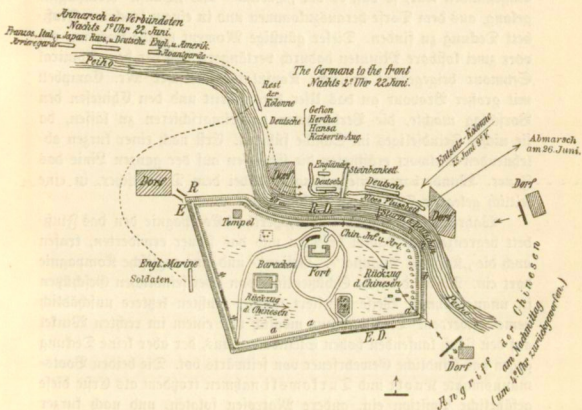 Anmarsch der Verbündeten
Nachts 1 Uhr 22. Juni.
Franzos., Ital. u. Japan. Russ. u. Deutsche Engl. u. Amerik.
Arrieregarde
Avantgarde
Peiho
The Germans to the front
Nachts 2 Uhr 22 Juni.
Rest
der
Kolonne
Deutsche
Gefion
Hertha
Hansa
Kaiserin Aug.
Entsatz-Kolonne
25. Juni
Abmarsch
am 26. Juni.
Dorf
Dorf
Engländer
Deutsche
Steinbankett
Deutsche
Dorf
Dorf
R
E
R. D.
Tempel
Chin. Inf. u. Art.
Engl. Marine
Soldaten.
Baracken
Fort
Rückzug
d. Chinesen
Rückzug
d. Chinesen
a
a
a
E. D.
Peiho
Dorf
Angriff der Chinesen
am Nachmittag
(um 4 Uhr zurückgeworfen.)